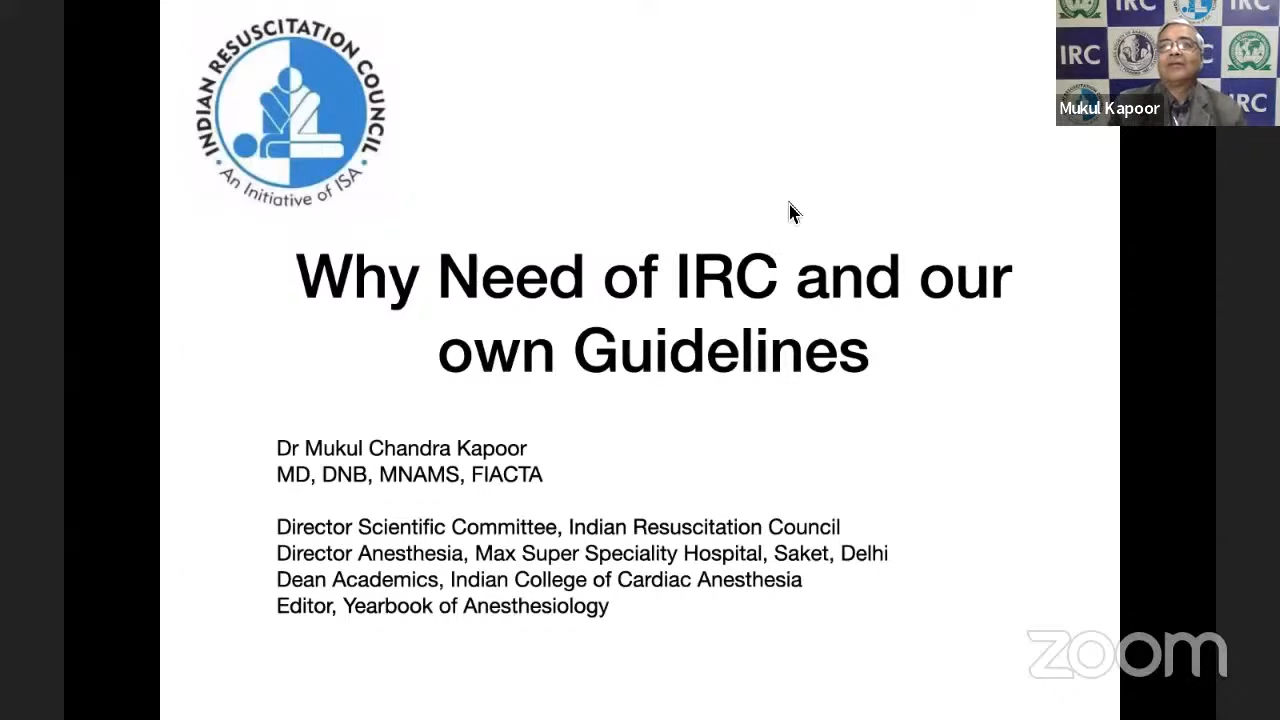 INDIAN RESUSCITATION COUNCIL
An Initiative of ISA
IRC
IRC
IRC
IRC
Mukul Kapoor
Why Need of IRC and our
own Guidelines
Dr Mukul Chandra Kapoor
MD, DNB, MNAMS, FIACTA
Director Scientific Committee, Indian Resuscitation Council
Director Anesthesia, Max Super Speciality Hospital, Saket, Delhi
Dean Academics, Indian College of Cardiac Anesthesia
Editor, Yearbook of Anesthesiology
zoom